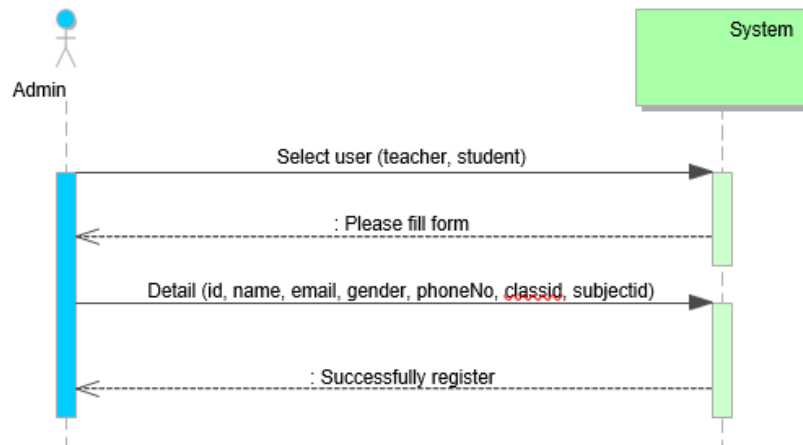 System
Admin
Select user (teacher, student)
: Please fill form
Detail (id, name, email, gender, phoneNo, classid, subjectid)
: Successfully register